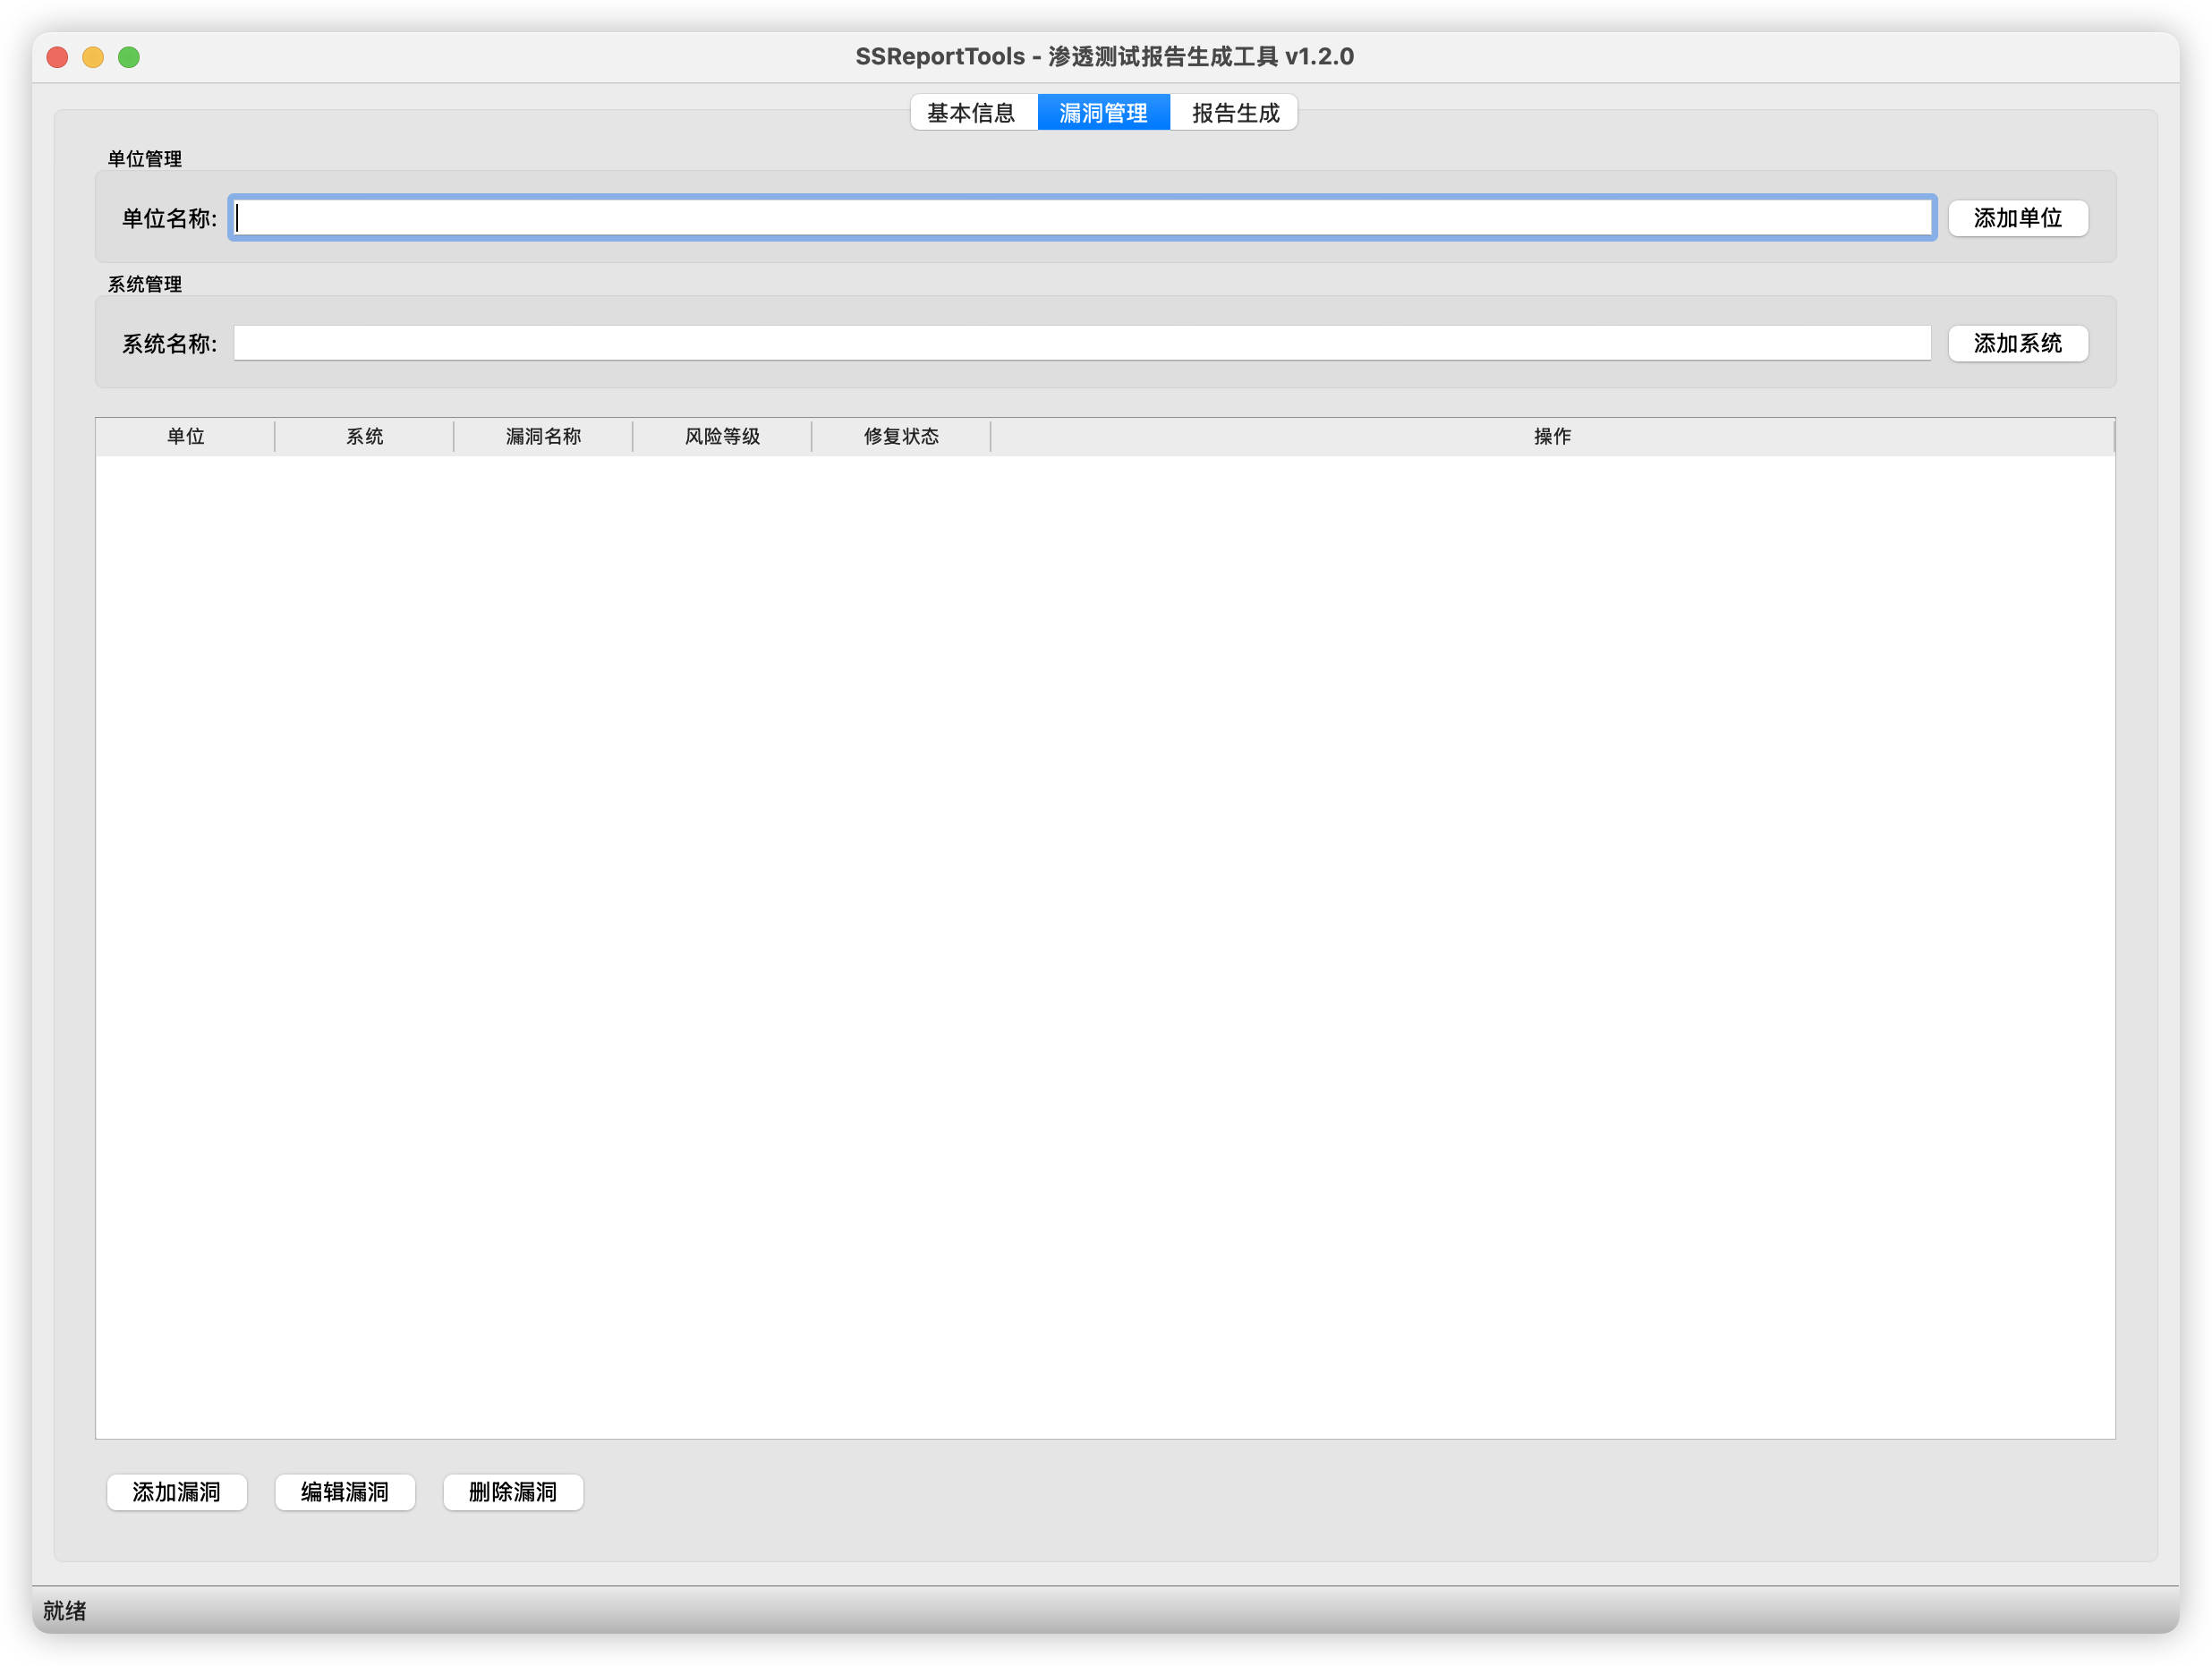 SSReportTools - 渗透测试报告生成工具 v1.2.0
基本信息 漏洞管理 报告生成
单位管理
单位名称: 添加单位
系统管理
系统名称: 添加系统
单位 系统 漏洞名称 风险等级 修复状态 操作
添加漏洞 编辑漏洞 删除漏洞
就绪